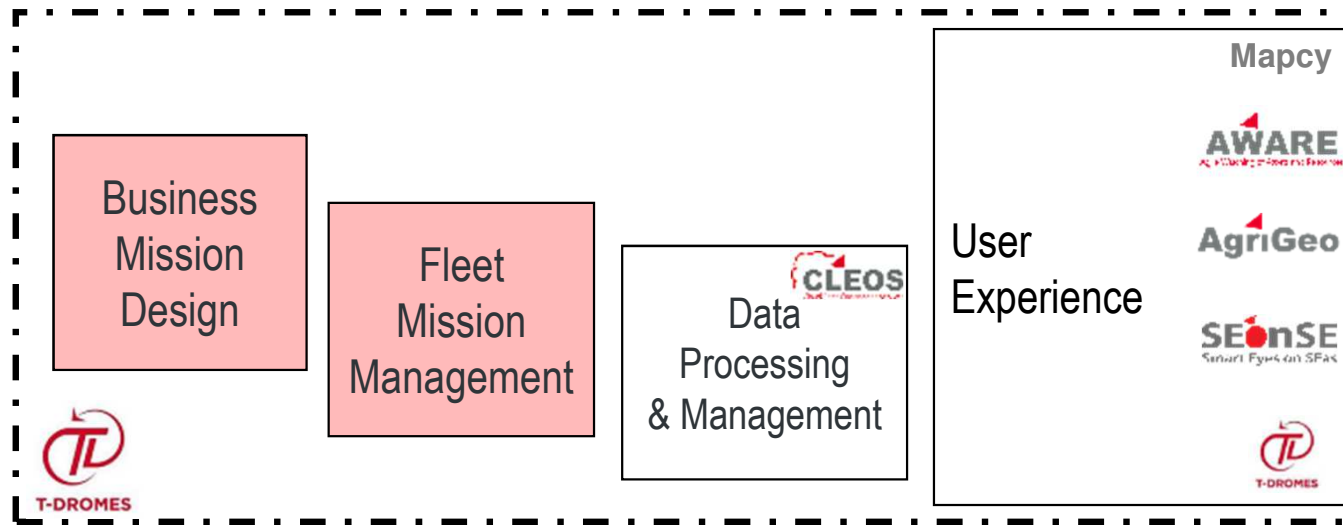 Business
Mission
Design
T-DROMES
Fleet
Mission
Management
CLEOS
Data
Processing
& Management
User
Experience
Mapcy
AWARE
AgriGeo
SEonSE
Smart Eyes on SEas
T-DROMES